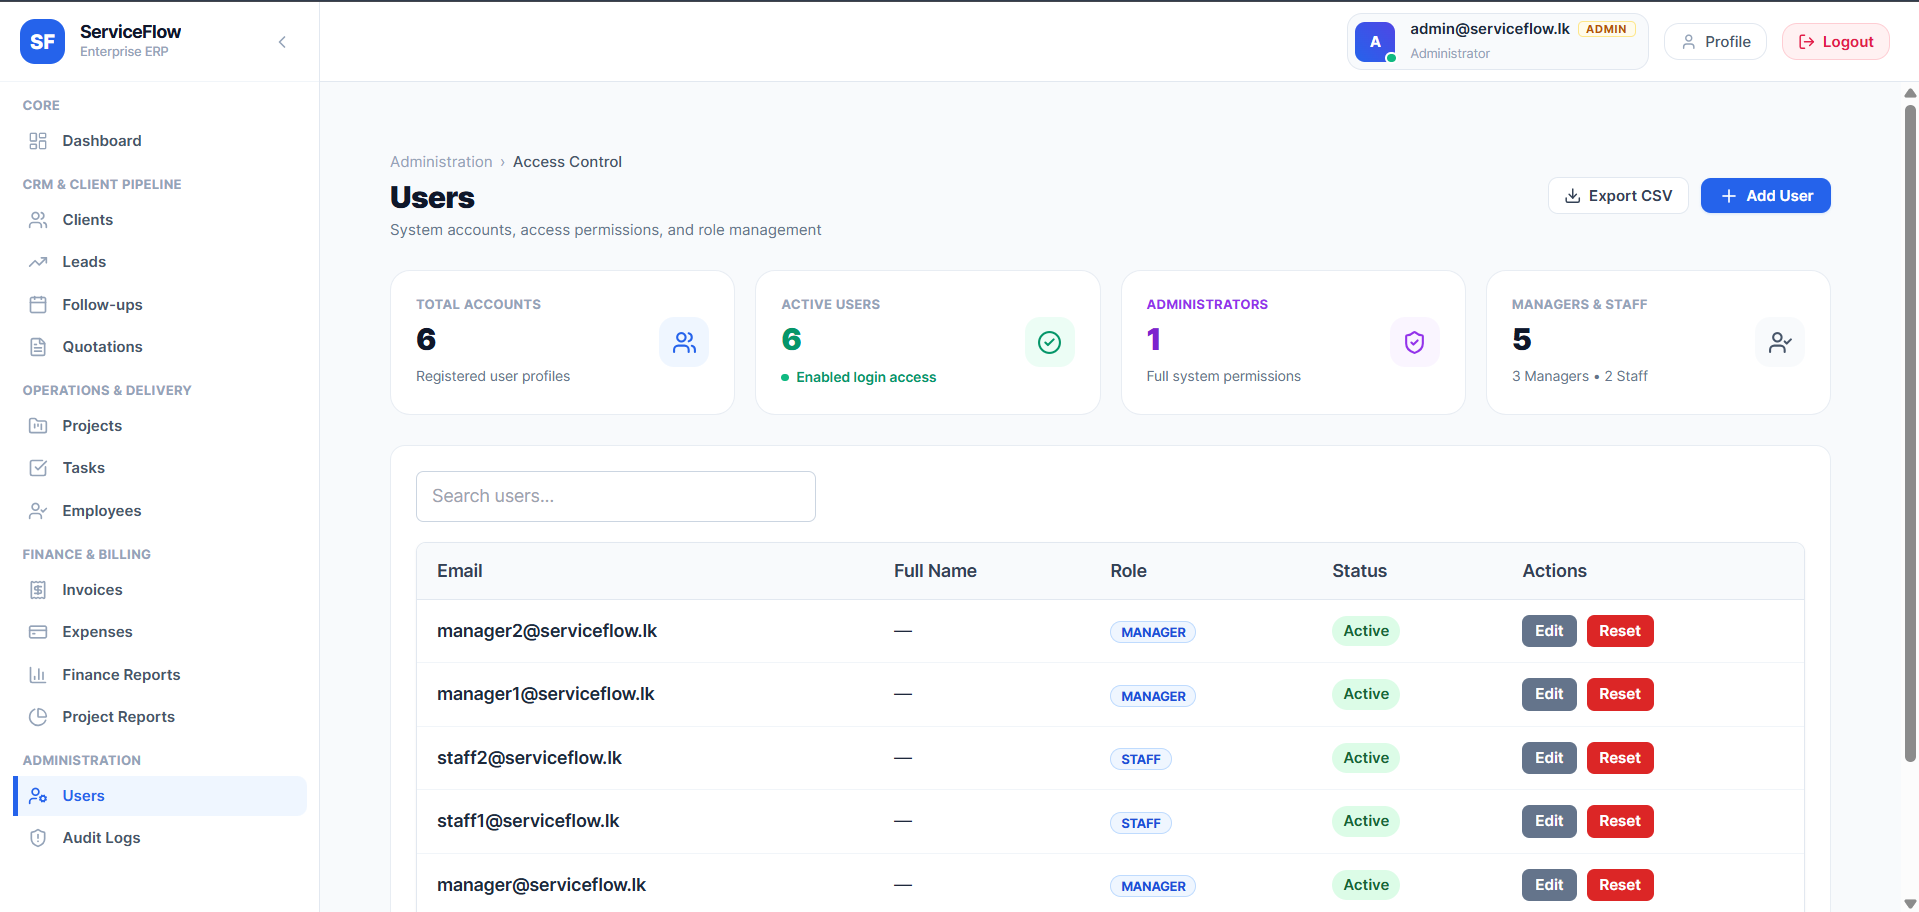 SF
ServiceFlow
Enterprise ERP
A
admin@serviceflow.lk ADMIN
Administrator
Profile
Logout
CORE
Dashboard
CRM & CLIENT PIPELINE
Clients
Leads
Follow-ups
Quotations
OPERATIONS & DELIVERY
Projects
Tasks
Employees
FINANCE & BILLING
Invoices
Expenses
Finance Reports
Project Reports
ADMINISTRATION
Users
Audit Logs
Administration › Access Control
Users
System accounts, access permissions, and role management
Export CSV
+ Add User
TOTAL ACCOUNTS
6
Registered user profiles
ACTIVE USERS
6
Enabled login access
ADMINISTRATORS
1
Full system permissions
MANAGERS & STAFF
5
3 Managers • 2 Staff
Search users...
Email Full Name Role Status Actions
manager2@serviceflow.lk — MANAGER Active Edit Reset
manager1@serviceflow.lk — MANAGER Active Edit Reset
staff2@serviceflow.lk — STAFF Active Edit Reset
staff1@serviceflow.lk — STAFF Active Edit Reset
manager@serviceflow.lk — MANAGER Active Edit Reset